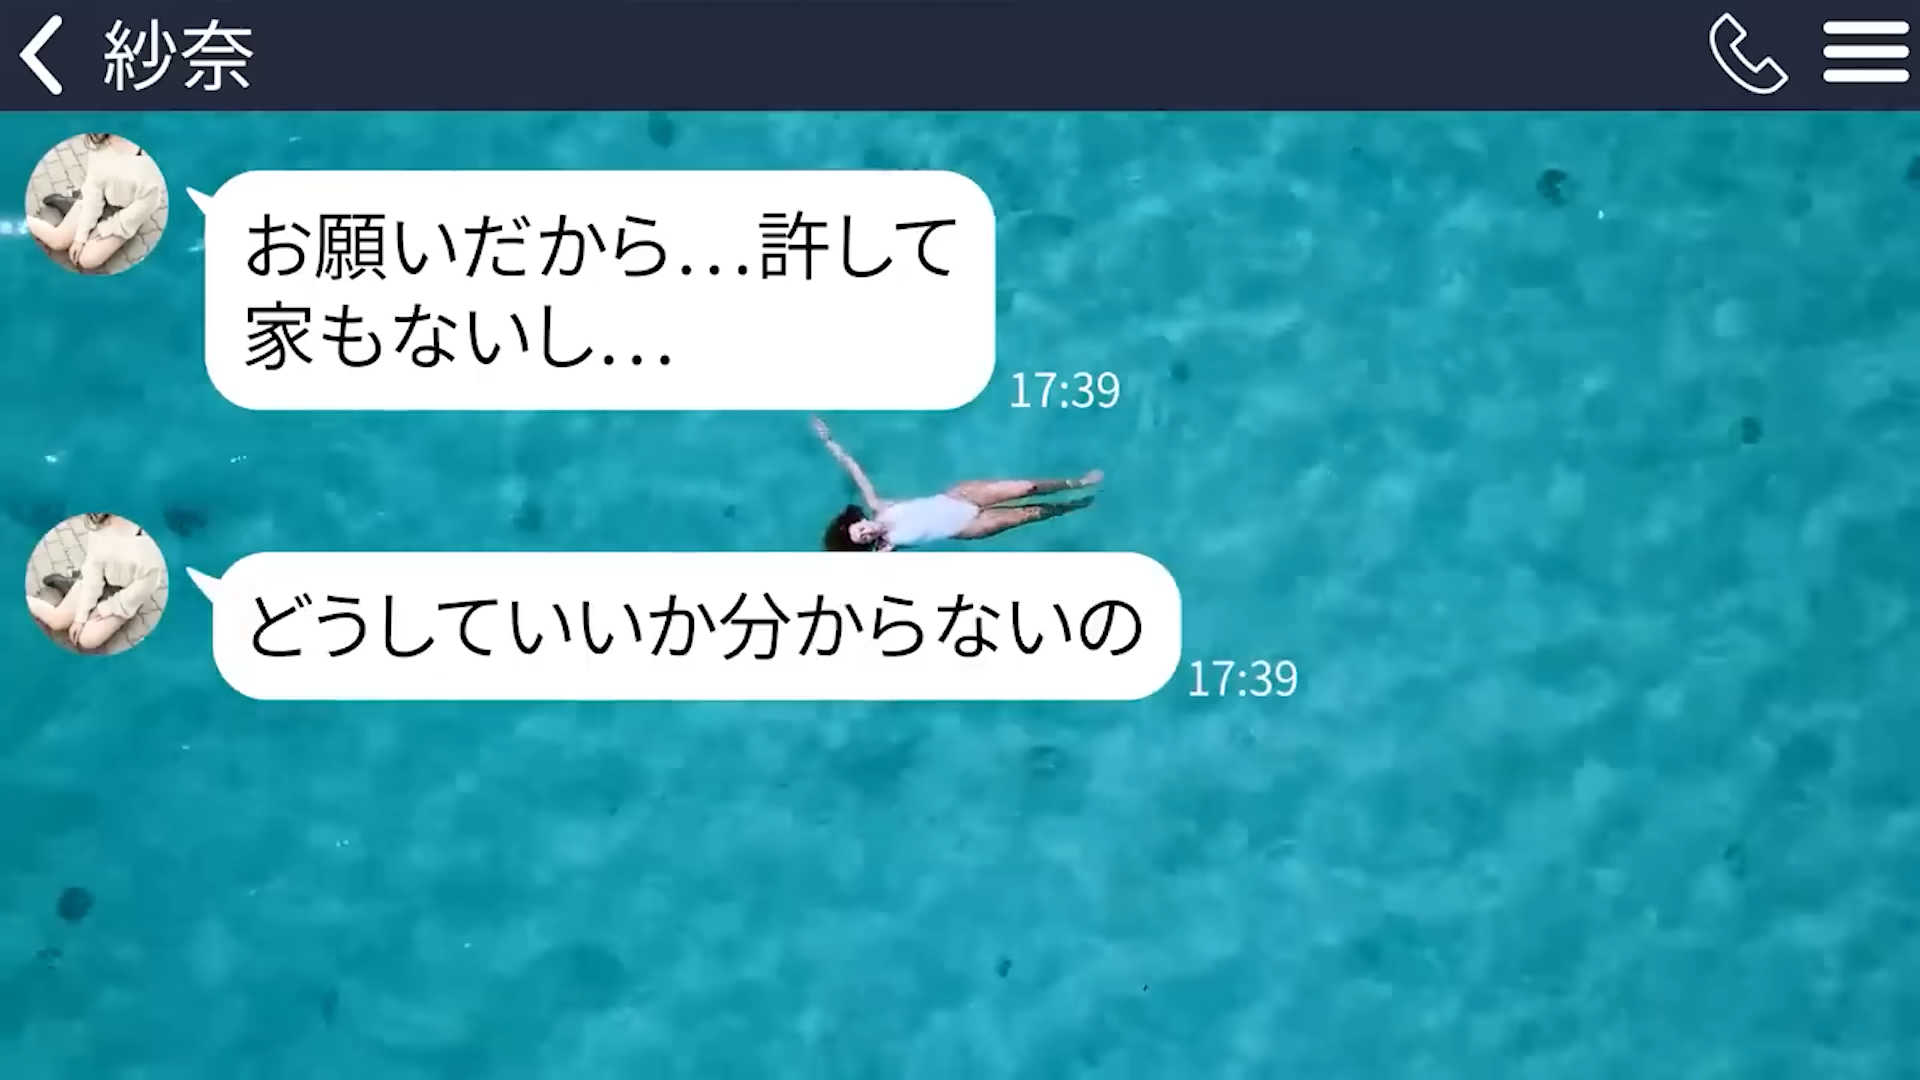 紗奈
お願いだから…許して
家もないし…
17:39
どうしていいか分からないの
17:39